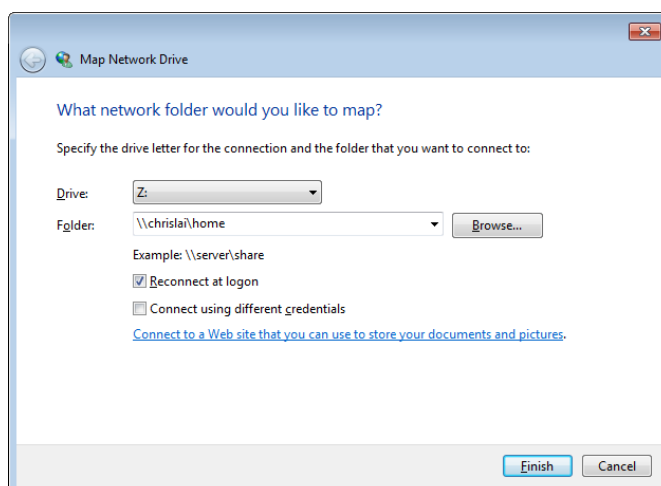 Map Network Drive
What network folder would you like to map?
Specify the drive letter for the connection and the folder that you want to connect to:
Drive: Z:
Folder: \\chrislai\home Browse...
Example: \\server\share
Reconnect at logon
Connect using different credentials
Connect to a Web site that you can use to store your documents and pictures.
Finish Cancel